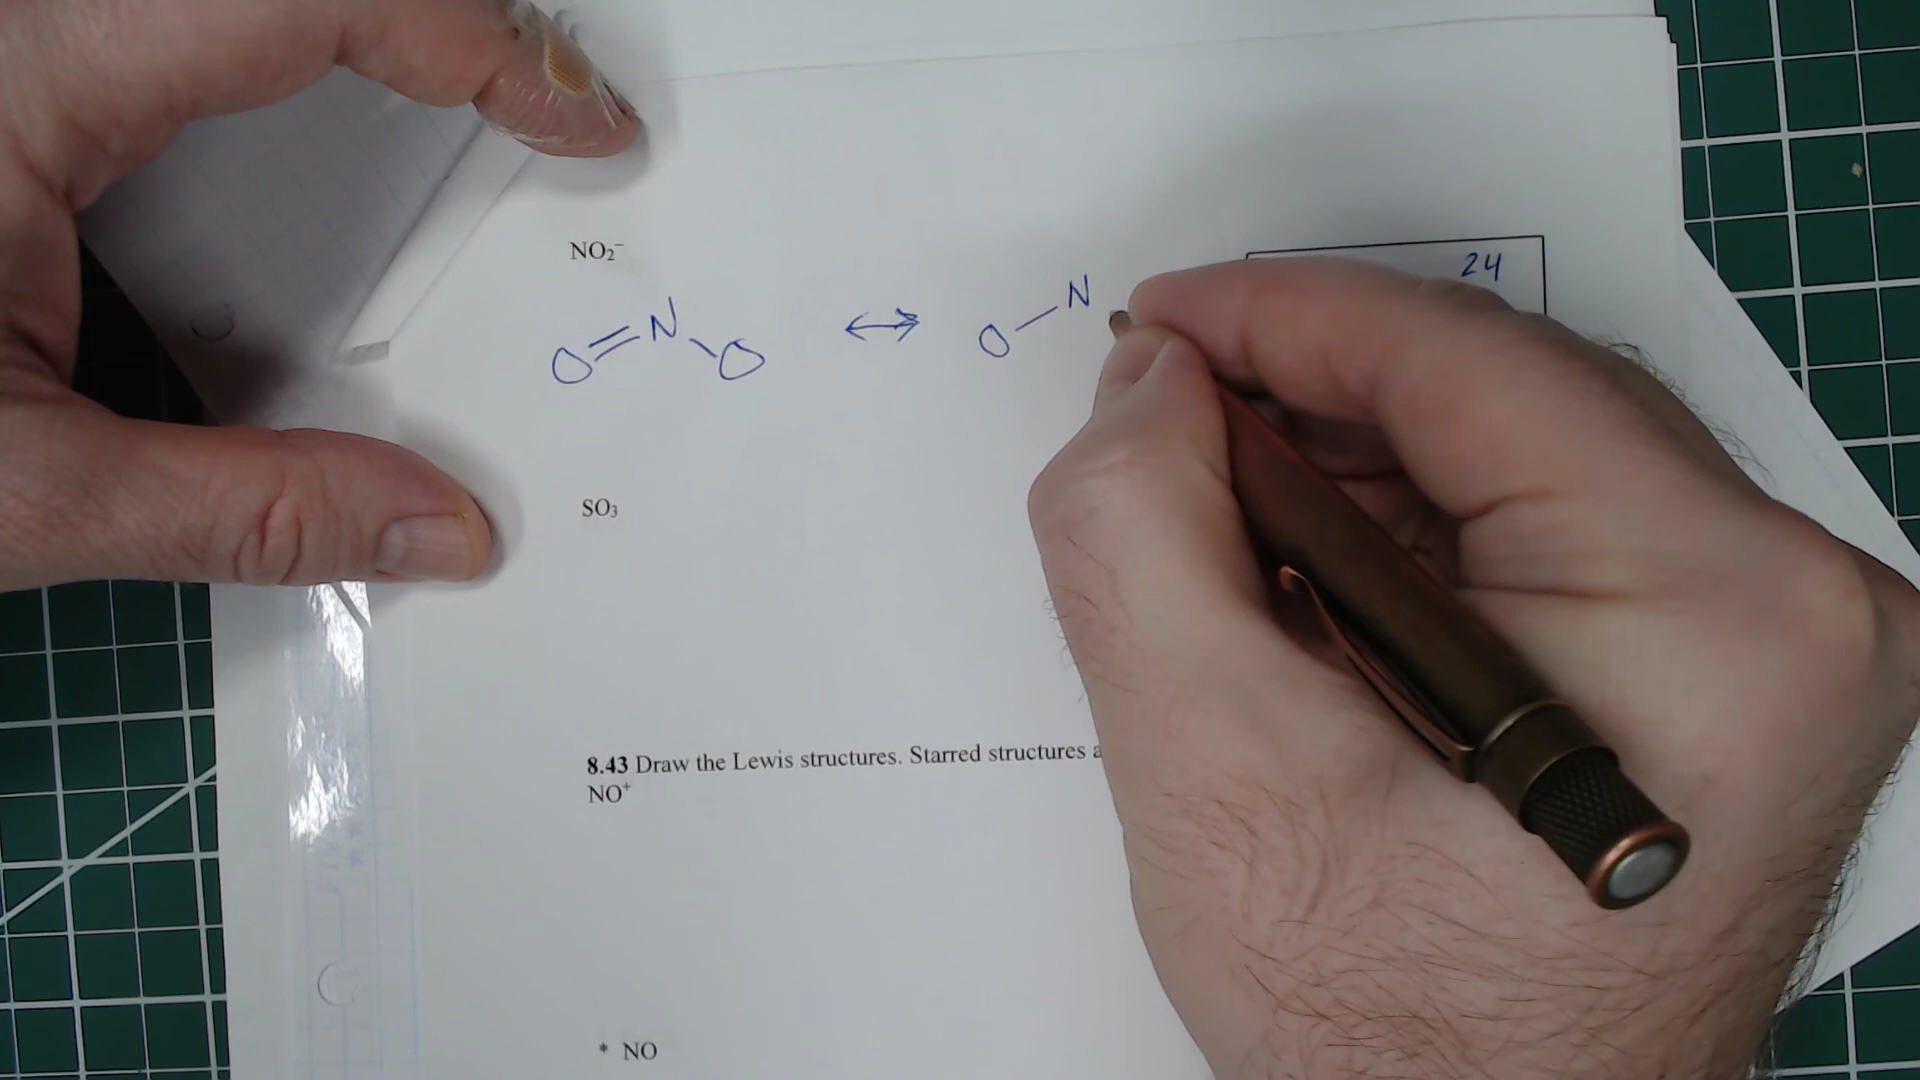 NO₂⁻
24
O=N-O ↔ O-N
SO₃
8.43 Draw the Lewis structures. Starred structures
NO⁺
* NO